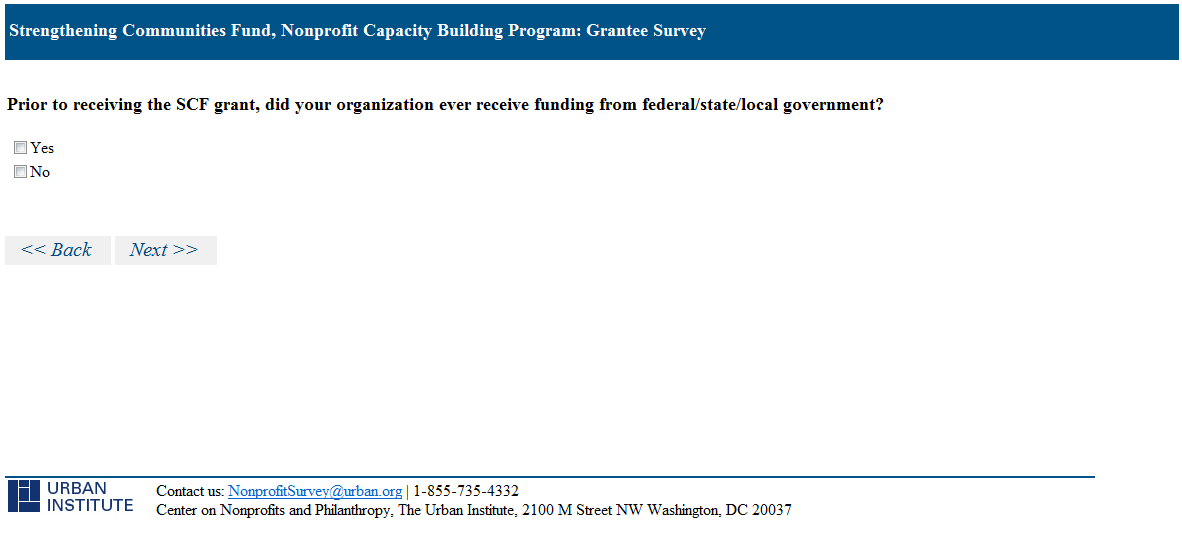 Strengthening Communities Fund, Nonprofit Capacity Building Program: Grantee Survey
Prior to receiving the SCF grant, did your organization ever receive funding from federal/state/local government?
Yes
No
<< Back
Next >>
URBAN
INSTITUTE
Contact us: NonprofitSurvey@urban.org | 1-855-735-4332
Center on Nonprofits and Philanthropy, The Urban Institute, 2100 M Street NW Washington, DC 20037